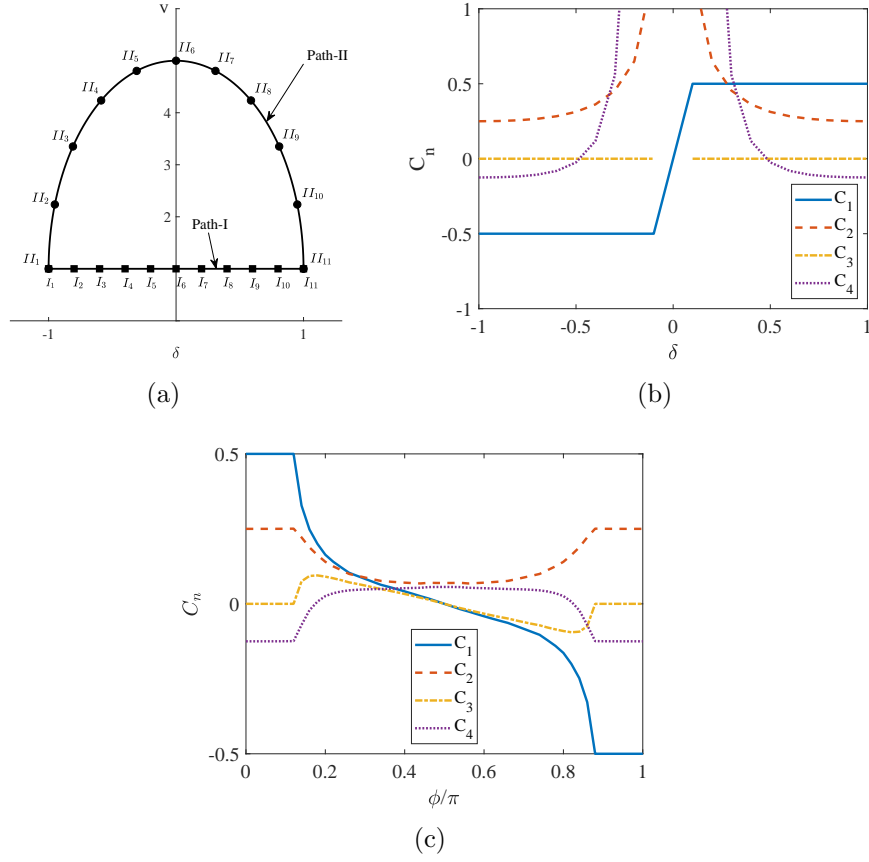 v
II₆
II₅
II₇
Path-II
II₄
II₈
4
II₃
II₉
II₂
II₁₀
2
Path-I
II₁
II₁₁
I₁ I₂ I₃ I₄ I₅ I₆ I₇ I₈ I₉ I₁₀ I₁₁
-1
1
δ
(a)
1
0.5
0
-0.5
-1
Cₙ
C₁
C₂
C₃
C₄
-1 -0.5 0 0.5 1
δ
(b)
0.5
0
-0.5
Cₙ
C₁
C₂
C₃
C₄
0 0.2 0.4 0.6 0.8 1
ϕ/π
(c)